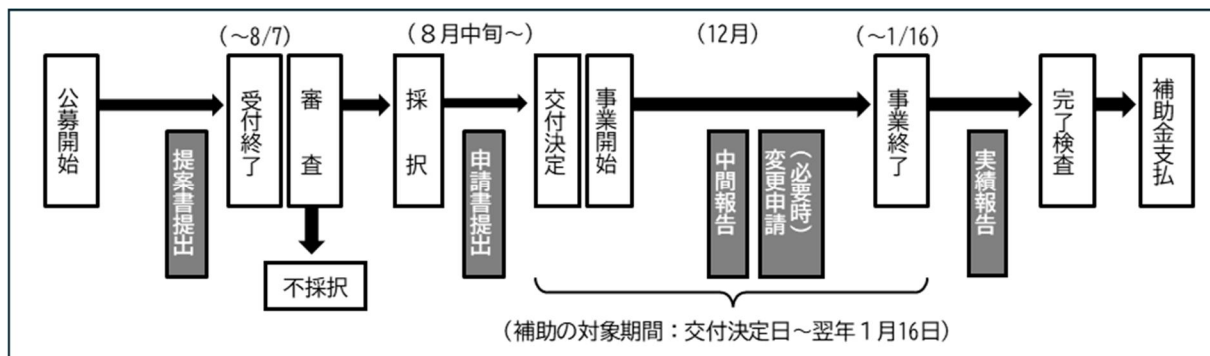 (~8/7)
(8月中旬~)
(12月)
(~1/16)
公募開始
提案書提出
受付終了
審査
不採択
採択
申請書提出
交付決定
事業開始
中間報告
(必要時)
変更申請
事業終了
実績報告
完了検査
補助金支払
(補助の対象期間:交付決定日~翌年1月16日)